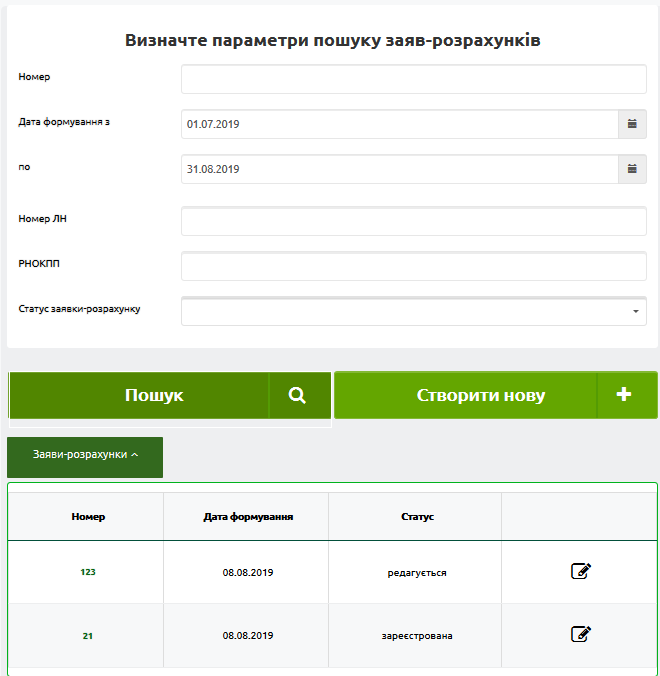 Визначте параметри пошуку заяв-розрахунків
Номер
Дата формування з 01.07.2019
по 31.08.2019
Номер ЛН
РНОКПП
Статус заявки-розрахунку
Пошук Створити нову
Заяви-розрахунки
Номер Дата формування Статус
123 08.08.2019 редагується
21 08.08.2019 зареєстрована